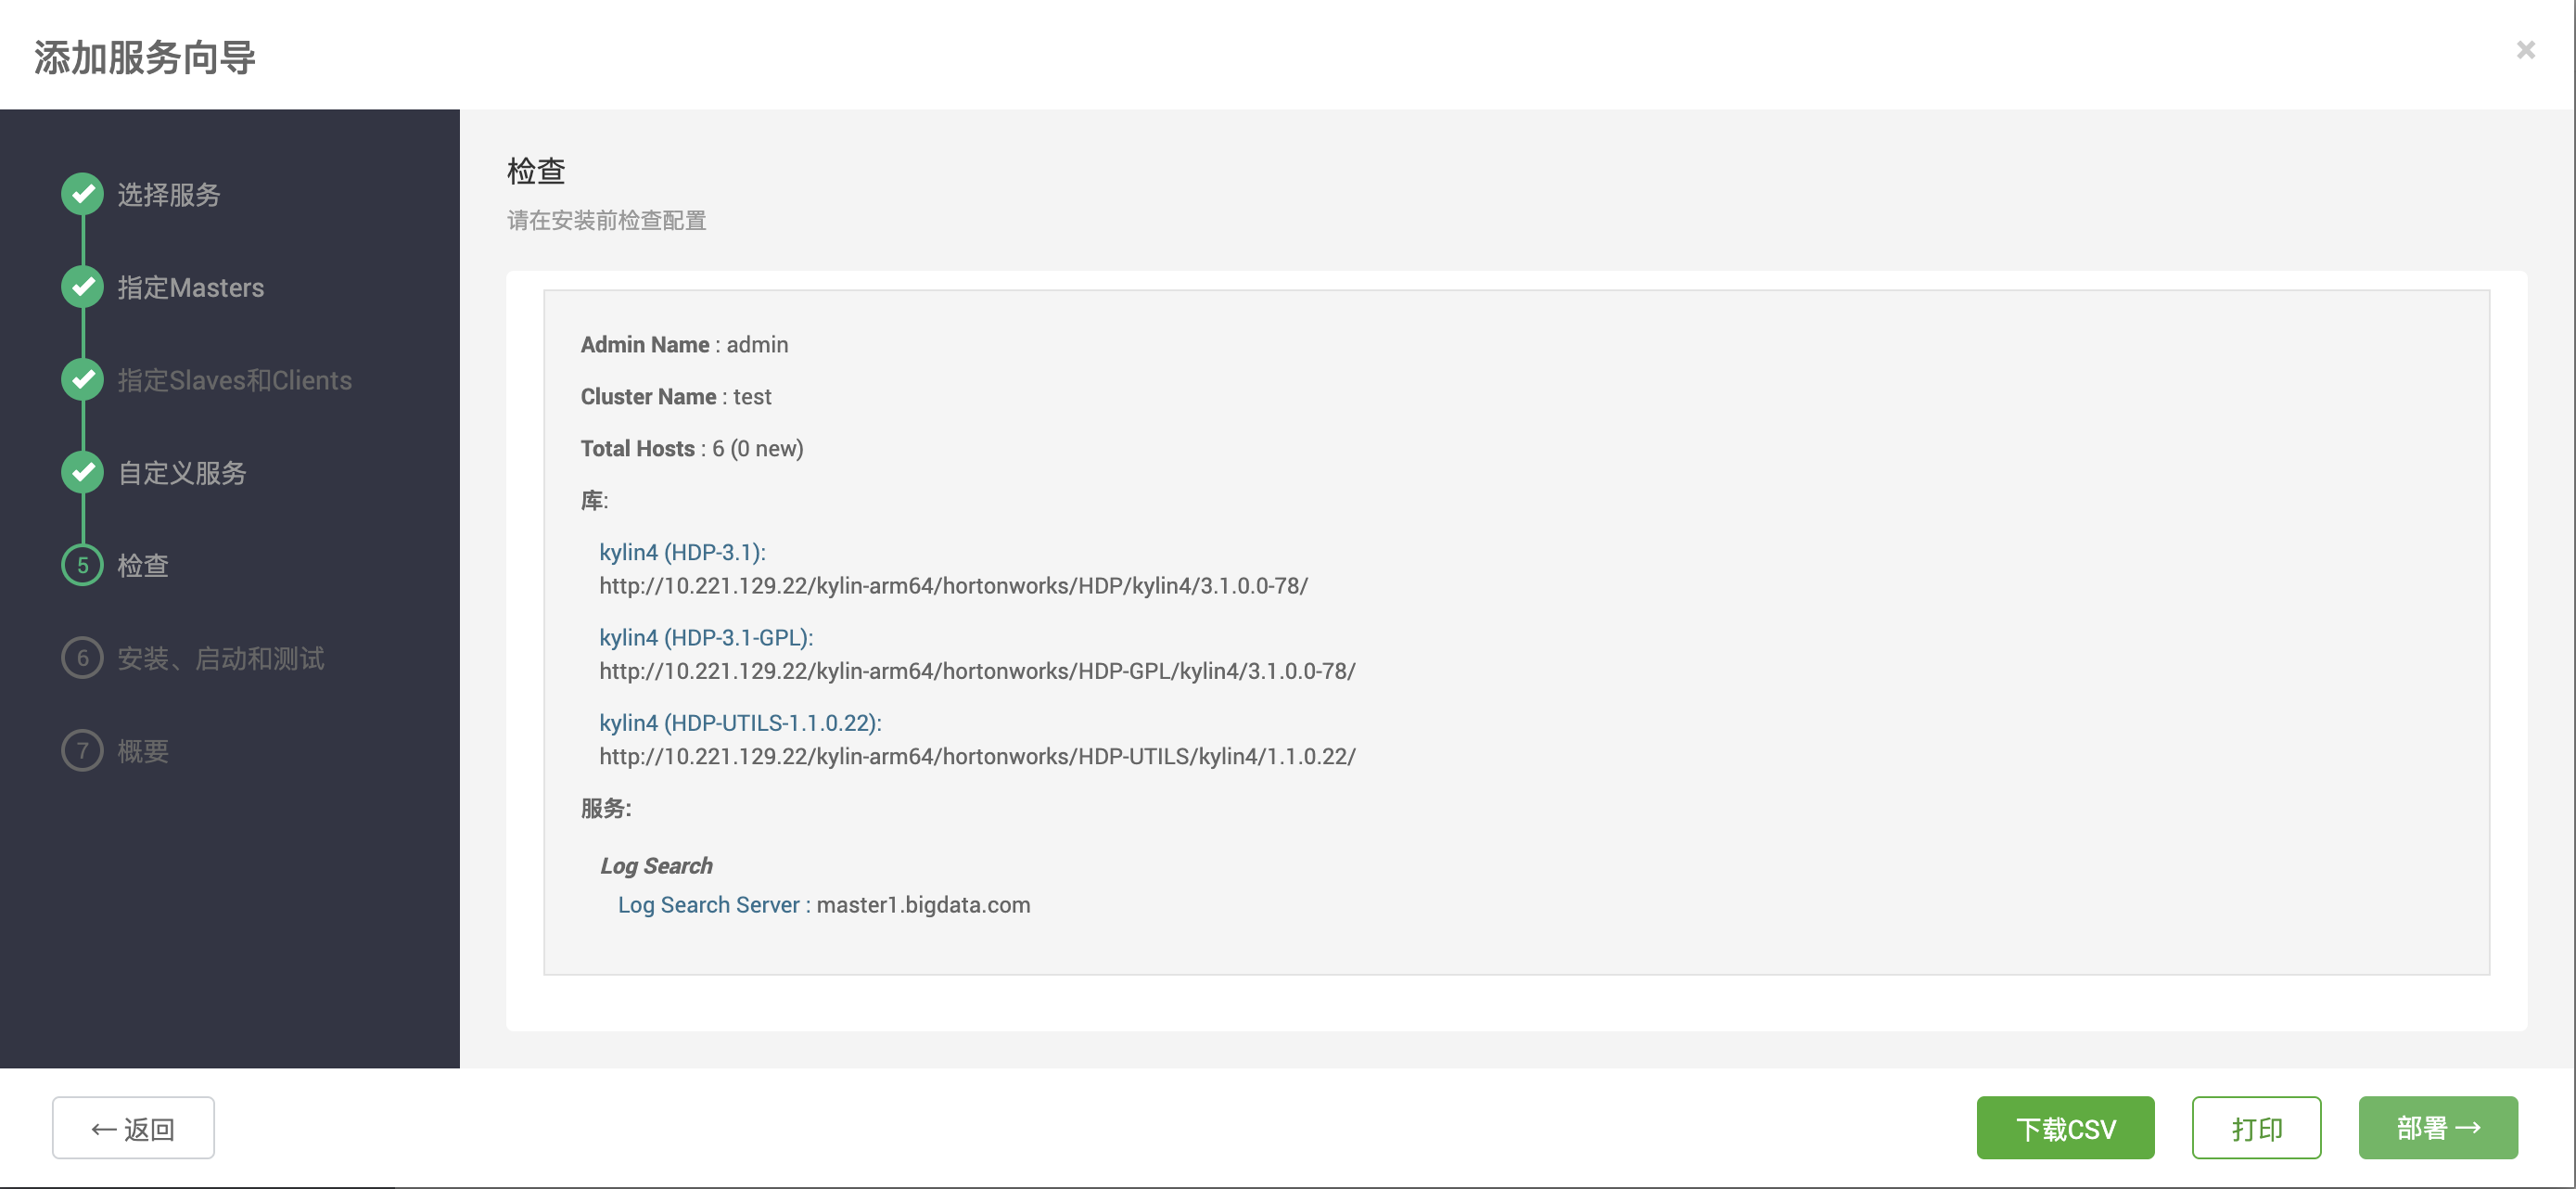 添加服务向导
×
选择服务
指定Masters
指定Slaves和Clients
自定义服务
5 检查
6 安装、启动和测试
7 概要
检查
请在安装前检查配置
Admin Name : admin
Cluster Name : test
Total Hosts : 6 (0 new)
库:
kylin4 (HDP-3.1):
http://10.221.129.22/kylin-arm64/hortonworks/HDP/kylin4/3.1.0.0-78/
kylin4 (HDP-3.1-GPL):
http://10.221.129.22/kylin-arm64/hortonworks/HDP-GPL/kylin4/3.1.0.0-78/
kylin4 (HDP-UTILS-1.1.0.22):
http://10.221.129.22/kylin-arm64/hortonworks/HDP-UTILS/kylin4/1.1.0.22/
服务:
Log Search
Log Search Server : master1.bigdata.com
← 返回
下载CSV
打印
部署 →